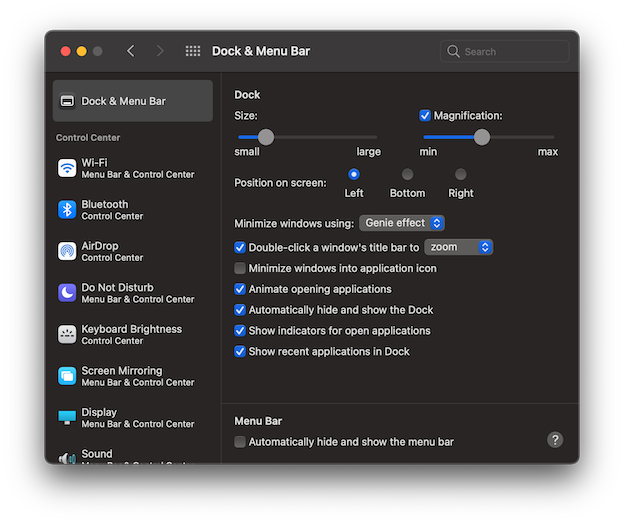 Dock & Menu Bar
Search
Dock & Menu Bar
Control Center
Wi-Fi
Menu Bar & Control Center
Bluetooth
Control Center
AirDrop
Control Center
Do Not Disturb
Menu Bar & Control Center
Keyboard Brightness
Control Center
Screen Mirroring
Menu Bar & Control Center
Display
Menu Bar & Control Center
Sound
Dock
Size:
Magnification:
small large
min max
Position on screen:
Left Bottom Right
Minimize windows using: Genie effect
Double-click a window's title bar to zoom
Minimize windows into application icon
Animate opening applications
Automatically hide and show the Dock
Show indicators for open applications
Show recent applications in Dock
Menu Bar
Automatically hide and show the menu bar
?